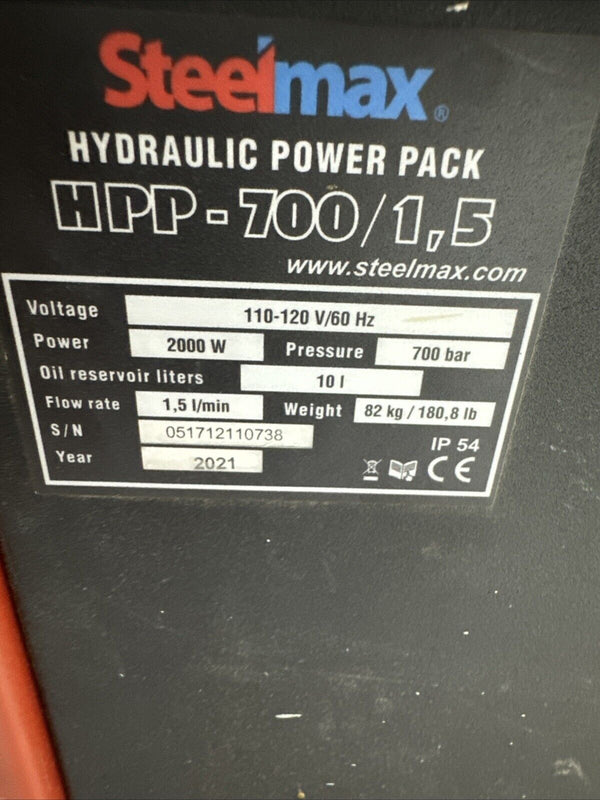 Steelmax®
HYDRAULIC POWER PACK
HPP-700/1,5
www.steelmax.com
Voltage 110-120 V/60 Hz
Power 2000 W Pressure 700 bar
Oil reservoir liters 10 l
Flow rate 1,5 l/min Weight 82 kg / 180,8 lb
S/N 051712110738 IP 54
Year 2021 CE